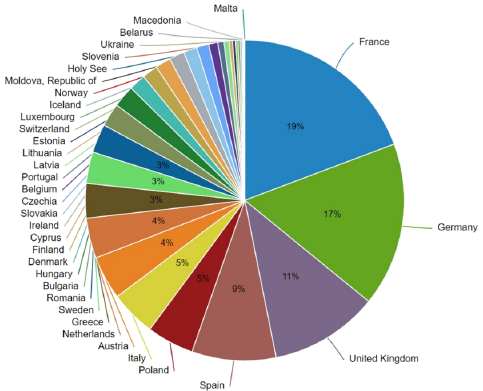 Malta
Macedonia
Belarus
Ukraine
Slovenia
Holy See
Moldova, Republic of
Norway
Iceland
Luxembourg
Switzerland
Estonia
Lithuania
Latvia
Portugal
Belgium
Czechia
Slovakia
Ireland
Cyprus
Finland
Denmark
Hungary
Bulgaria
Romania
Sweden
Greece
Netherlands
Austria
Italy
Poland
Spain
United Kingdom
Germany
France
19%
17%
11%
9%
5%
5%
4%
4%
3%
3%
3%